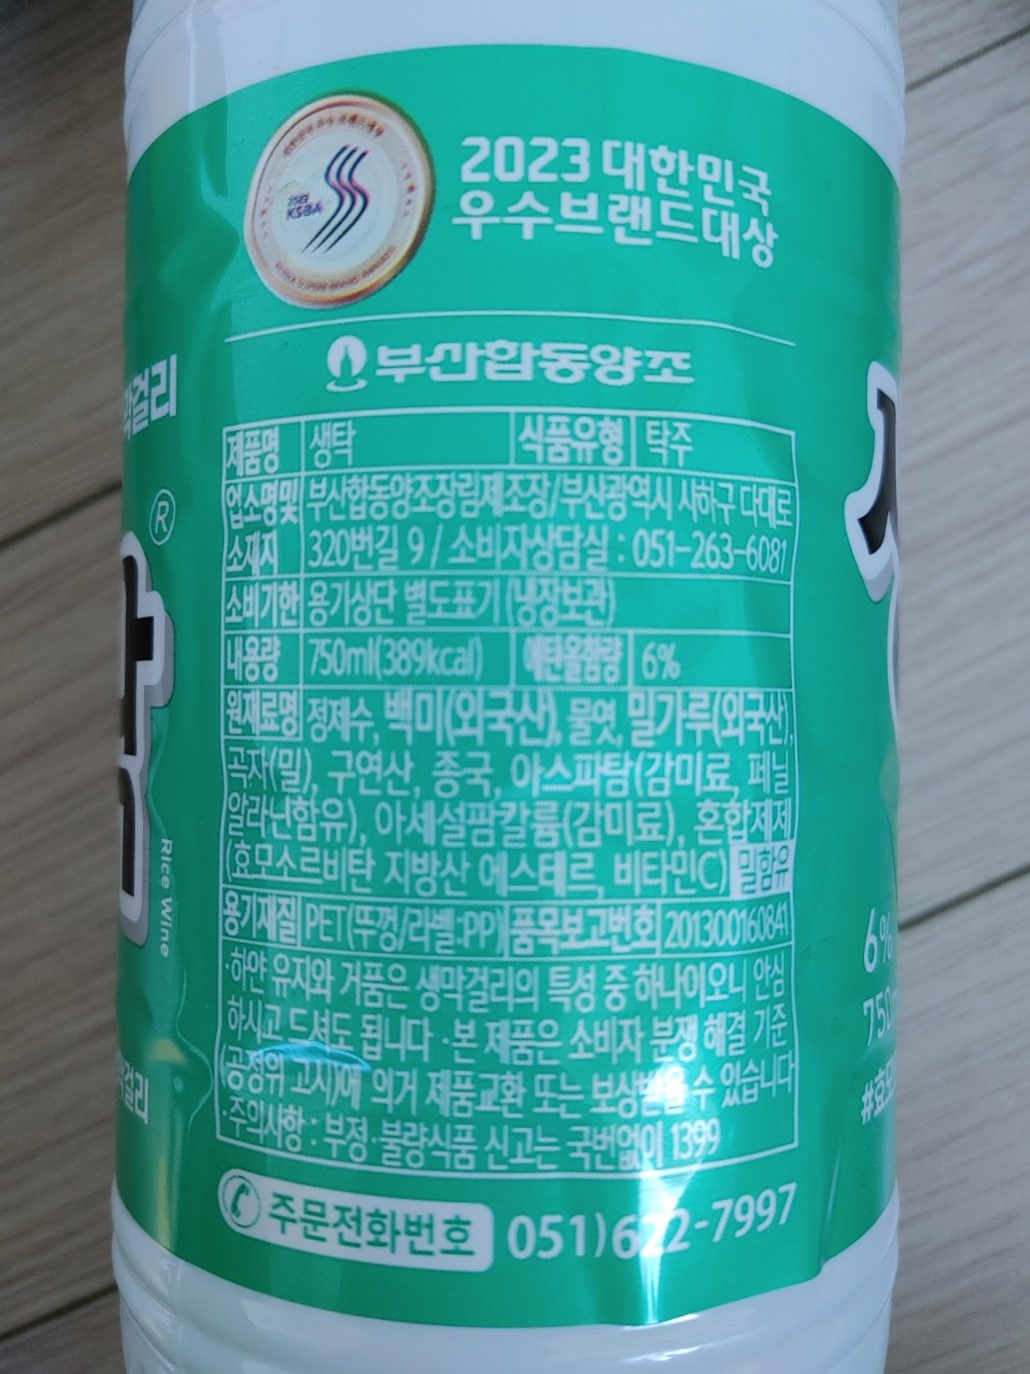 2023 대한민국
우수브랜드대상
2023
KSBA
부산합동양조
제품명 생탁 식품유형 탁주
업소명및 부산합동양조장림제조장/부산광역시 사하구 다대로
소재지 320번길 9 / 소비자상담실 : 051-263-6081
소비기한 용기상단 별도표기 (냉장보관)
내용량 750ml(389kcal) 에탄올함량 6%
원재료명 정제수, 백미(외국산), 물엿, 밀가루(외국산),
곡자(밀), 구연산, 종국, 아스파탐(감미료, 페닐
알라닌함유), 아세설팜칼륨(감미료), 혼합제제
(효모소르비탄 지방산 에스테르, 비타민C) 밀함유
용기재질 PET(뚜껑/라벨:PP) 품목보고번호 201300160841
·하얀 유지와 거품은 생막걸리의 특성 중 하나이오니 안심
하시고 드셔도 됩니다 ·본 제품은 소비자 분쟁 해결 기준
(공정위 고시)에 의거 제품교환 또는 보상받을 수 있습니다
·주의사항 : 부정·불량식품 신고는 국번없이 1399
주문전화번호 051)622-7997
막걸리
®
Rice Wine
걸리
6%
750m
#효모